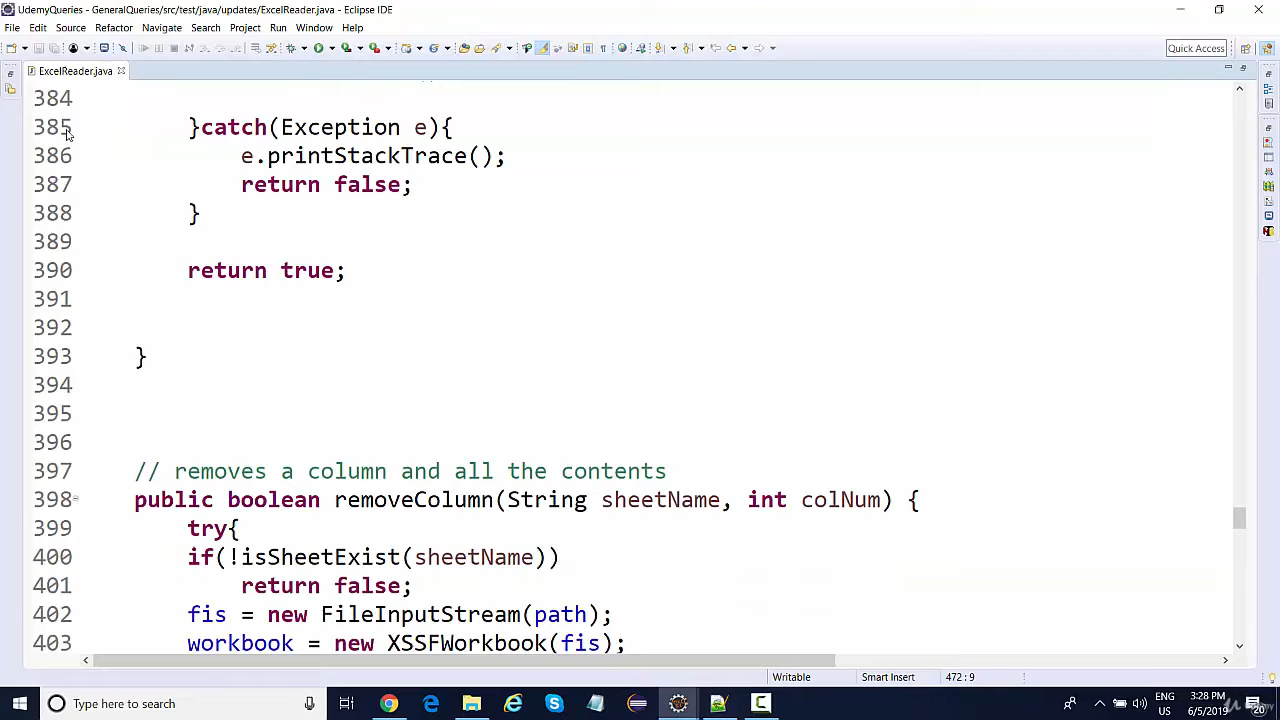 UdemyQueries - GeneralQueries/src/test/java/updates/ExcelReader.java - Eclipse IDE
File Edit Source Refactor Navigate Search Project Run Window Help
Quick Access
ExcelReader.java
384
385 }catch(Exception e){
386 e.printStackTrace();
387 return false;
388 }
389
390 return true;
391
392
393 }
394
395
396
397 // removes a column and all the contents
398 public boolean removeColumn(String sheetName, int colNum) {
399 try{
400 if(!isSheetExist(sheetName))
401 return false;
402 fis = new FileInputStream(path);
403 workbook = new XSSFWorkbook(fis);
Writable Smart Insert 472 : 9
Type here to search
ENG
US
3:28 PM
6/5/2019
20